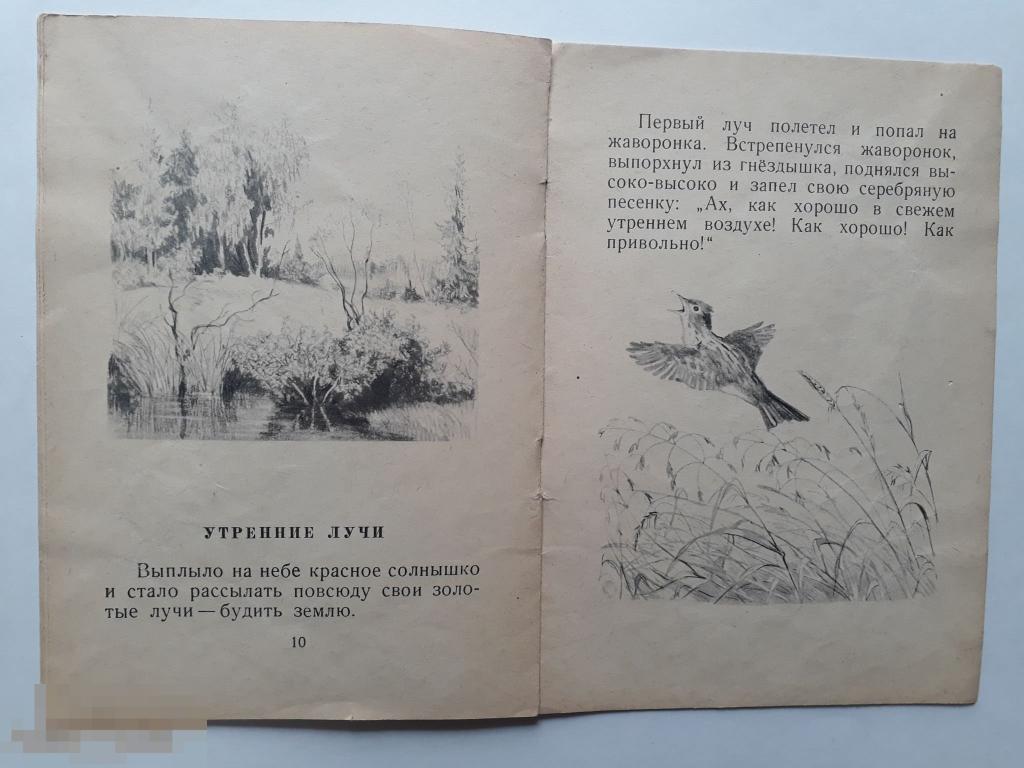 УТРЕННИЕ ЛУЧИ
Выплыло на небе красное солнышко
и стало рассылать повсюду свои золо-
тые лучи — будить землю.
10
Первый луч полетел и попал на
жаворонка. Встрепенулся жаворонок,
выпорхнул из гнёздышка, поднялся вы-
соко-высоко и запел свою серебряную
песенку: „Ах, как хорошо в свежем
утреннем воздухе! Как хорошо! Как
привольно!“